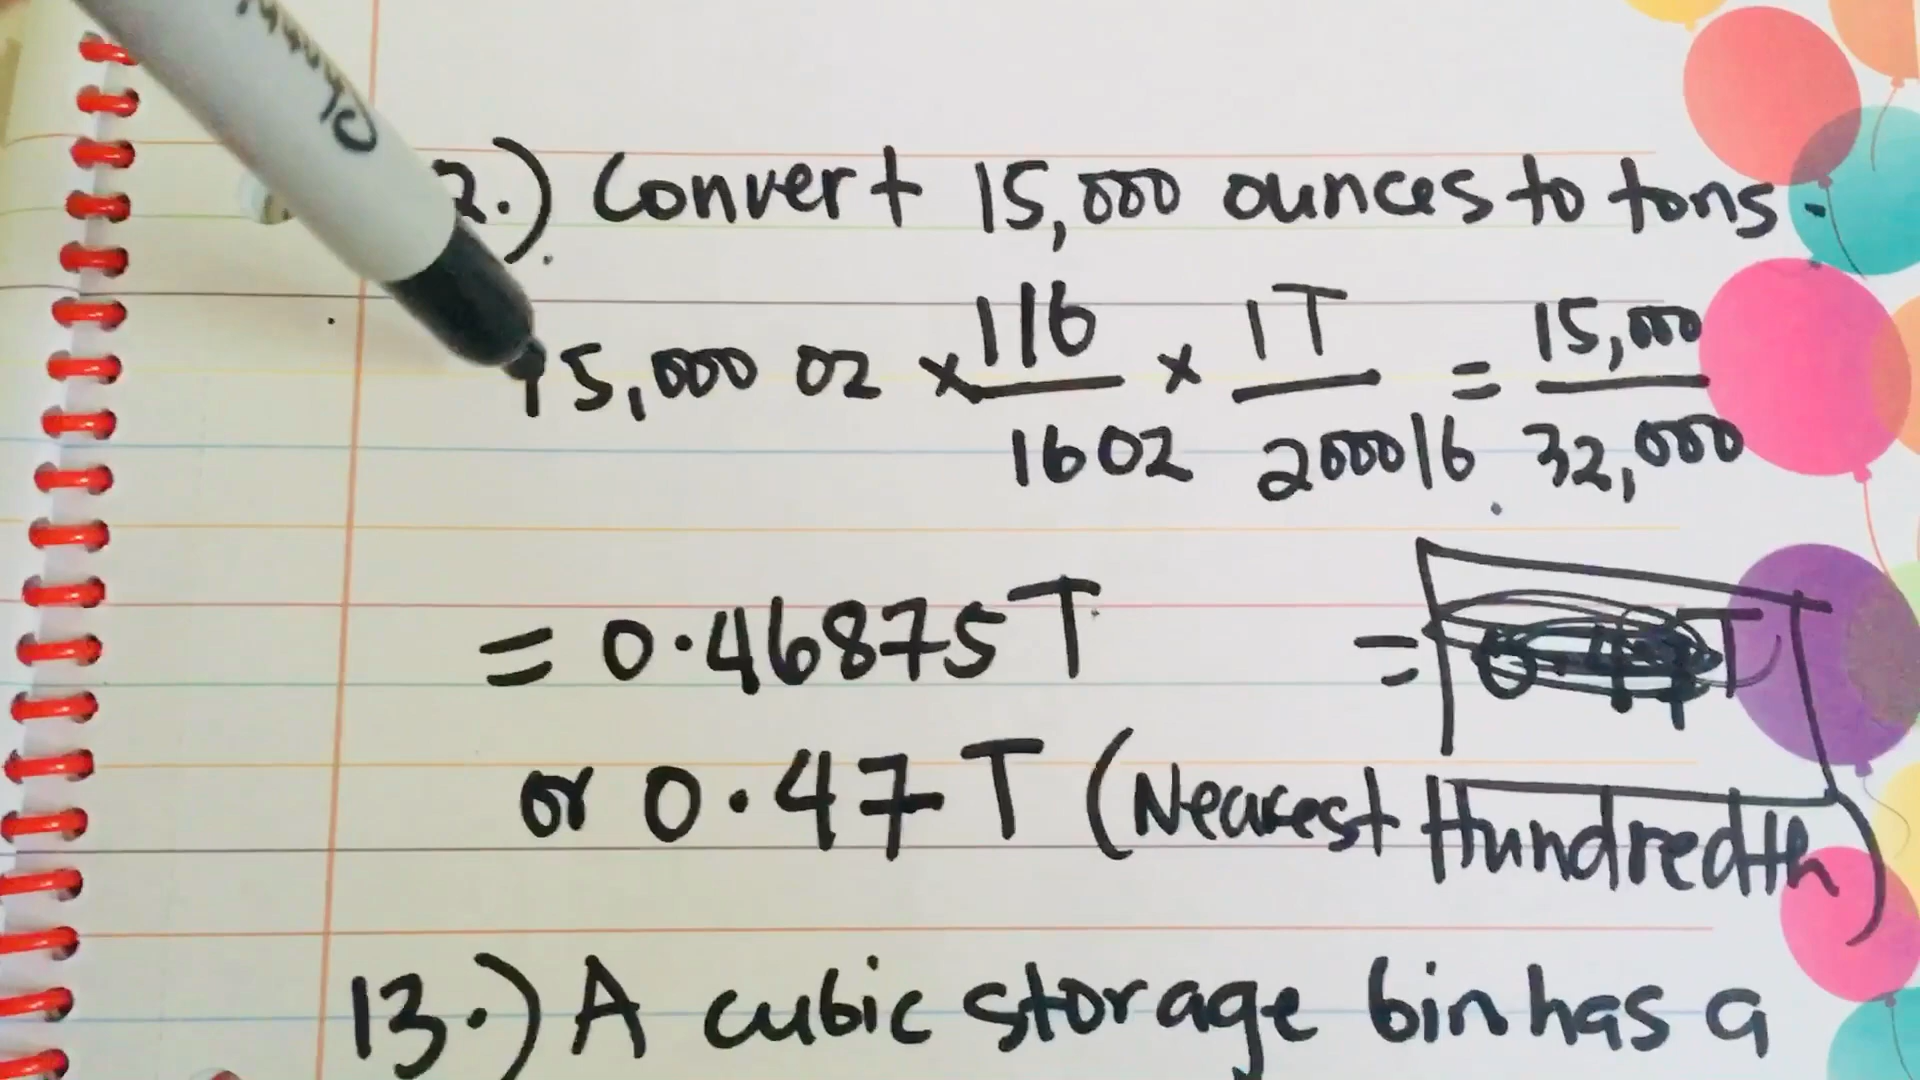 2.) Convert 15,000 ounces to tons.
15,000 oz × 1lb × 1T = 15,000
16oz 2000lb 32,000
= 0.46875T =
or 0.47 T (Nearest Hundredth)
13.) A cubic storage bin has a